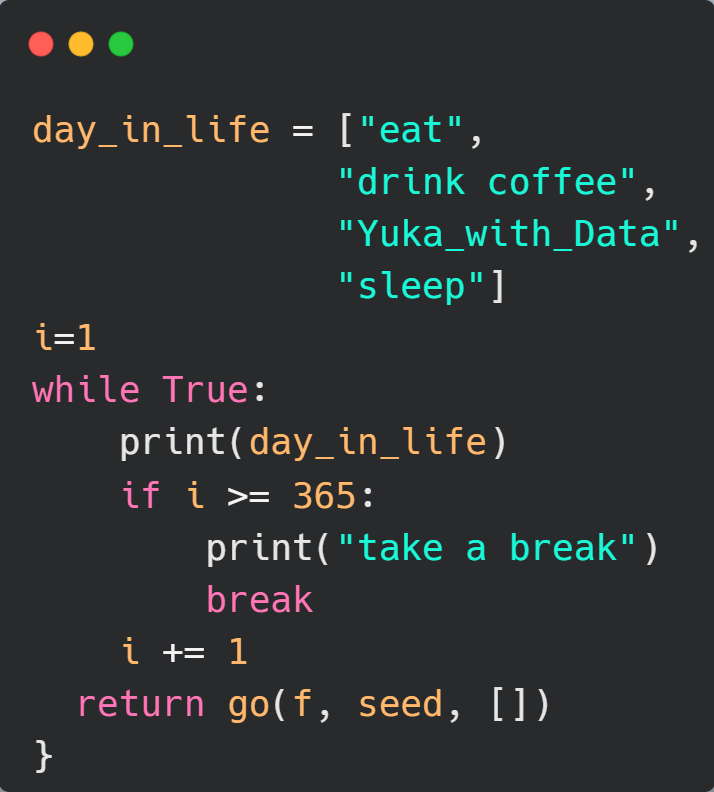 day_in_life = ["eat",
               "drink coffee",
               "Yuka_with_Data",
               "sleep"]
i=1
while True:
    print(day_in_life)
    if i >= 365:
        print("take a break")
        break
    i += 1
  return go(f, seed, [])
}